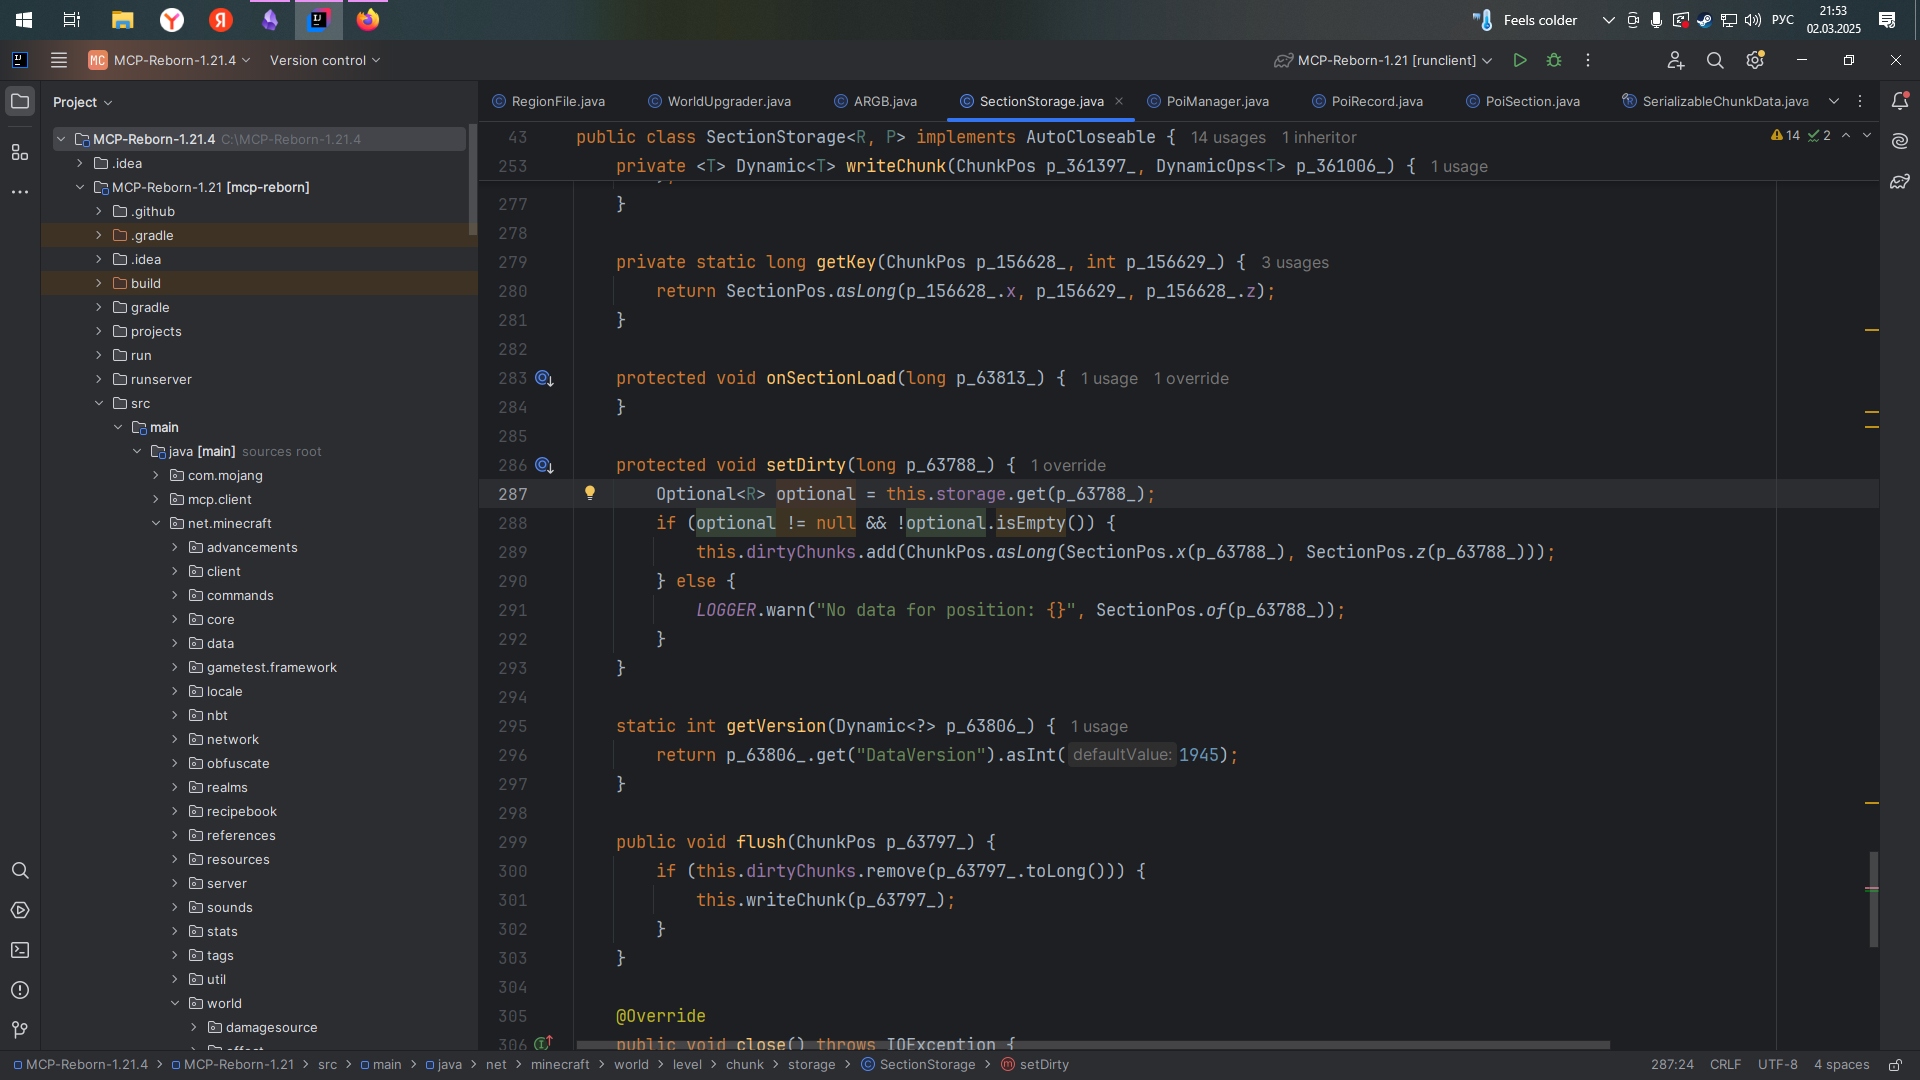 Feels colder
РУС
21:53
02.03.2025
MC
MCP-Reborn-1.21.4
Version control
MCP-Reborn-1.21 [runclient]
Project
MCP-Reborn-1.21.4 C:\MCP-Reborn-1.21.4
.idea
MCP-Reborn-1.21 [mcp-reborn]
.github
.gradle
.idea
build
gradle
projects
run
runserver
src
main
java [main] sources root
com.mojang
mcp.client
net.minecraft
advancements
client
commands
core
data
gametest.framework
locale
nbt
network
obfuscate
realms
recipebook
references
resources
server
sounds
stats
tags
util
world
damagesource
RegionFile.java
WorldUpgrader.java
ARGB.java
SectionStorage.java
PoiManager.java
PoiRecord.java
PoiSection.java
SerializableChunkData.java
14 2
43 public class SectionStorage<R, P> implements AutoCloseable { 14 usages 1 inheritor
253 private <T> Dynamic<T> writeChunk(ChunkPos p_361397_, DynamicOps<T> p_361006_) { 1 usage
277 }
278
279 private static long getKey(ChunkPos p_156628_, int p_156629_) { 3 usages
280 return SectionPos.asLong(p_156628_.x, p_156629_, p_156628_.z);
281 }
282
283 protected void onSectionLoad(long p_63813_) { 1 usage 1 override
284 }
285
286 protected void setDirty(long p_63788_) { 1 override
287 Optional<R> optional = this.storage.get(p_63788_);
288 if (optional != null && !optional.isEmpty()) {
289 this.dirtyChunks.add(ChunkPos.asLong(SectionPos.x(p_63788_), SectionPos.z(p_63788_)));
290 } else {
291 LOGGER.warn("No data for position: {}", SectionPos.of(p_63788_));
292 }
293 }
294
295 static int getVersion(Dynamic<?> p_63806_) { 1 usage
296 return p_63806_.get("DataVersion").asInt( defaultValue: 1945);
297 }
298
299 public void flush(ChunkPos p_63797_) {
300 if (this.dirtyChunks.remove(p_63797_.toLong())) {
301 this.writeChunk(p_63797_);
302 }
303 }
304
305 @Override
306 public void close() throws IOException {
MCP-Reborn-1.21.4 > MCP-Reborn-1.21 > src > main > java > net > minecraft > world > level > chunk > storage > SectionStorage > setDirty
287:24 CRLF UTF-8 4 spaces